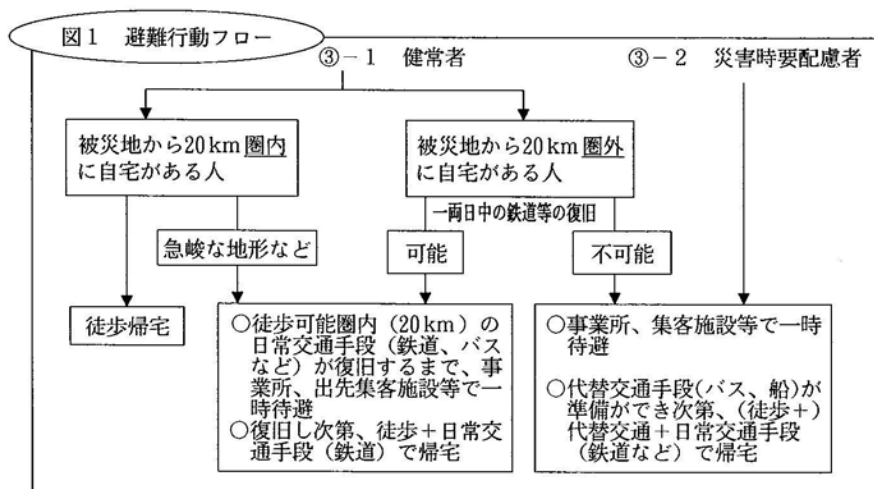 図1 避難行動フロー
③－1 健常者
③－2 災害時要配慮者
被災地から20km圏内
に自宅がある人
被災地から20km圏外
に自宅がある人
一両日中の鉄道等の復旧
急峻な地形など
可能
不可能
徒歩帰宅
○徒歩可能圏内（20km）の
日常交通手段（鉄道、バス
など）が復旧するまで、事
業所、出先集客施設等で一
時待避
○復旧し次第、徒歩＋日常交
通手段（鉄道）で帰宅
○事業所、集客施設等で一時
待避
○代替交通手段（バス、船）が
準備ができ次第、（徒歩＋）
代替交通＋日常交通手段
（鉄道など）で帰宅